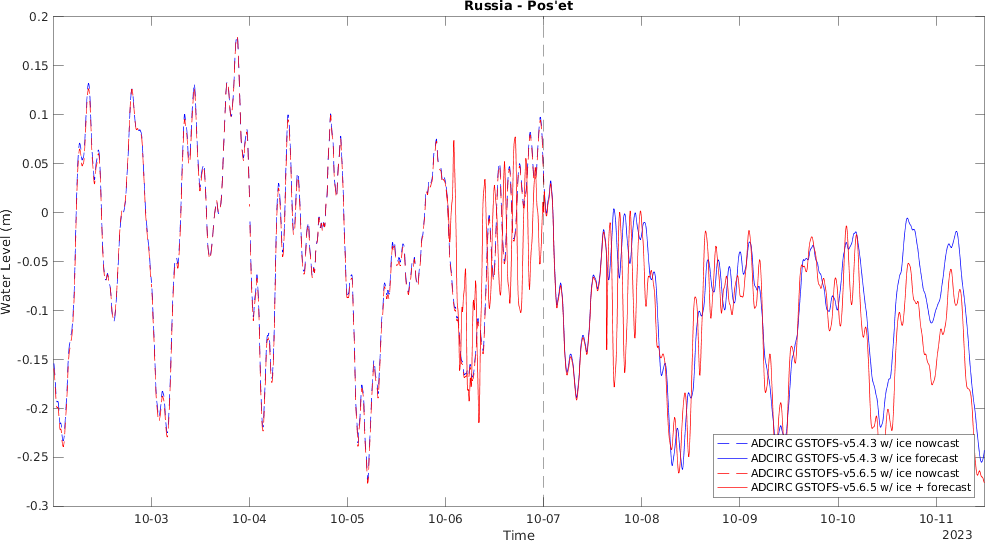 Russia - Pos'et
0.2
0.15
0.1
0.05
0
-0.05
-0.1
-0.15
-0.2
-0.25
-0.3
Water Level (m)
ADCIRC GSTOFS-v5.4.3 w/ ice nowcast
ADCIRC GSTOFS-v5.4.3 w/ ice forecast
ADCIRC GSTOFS-v5.6.5 w/ ice nowcast
ADCIRC GSTOFS-v5.6.5 w/ ice + forecast
10-03 10-04 10-05 10-06 10-07 10-08 10-09 10-10 10-11
Time
2023